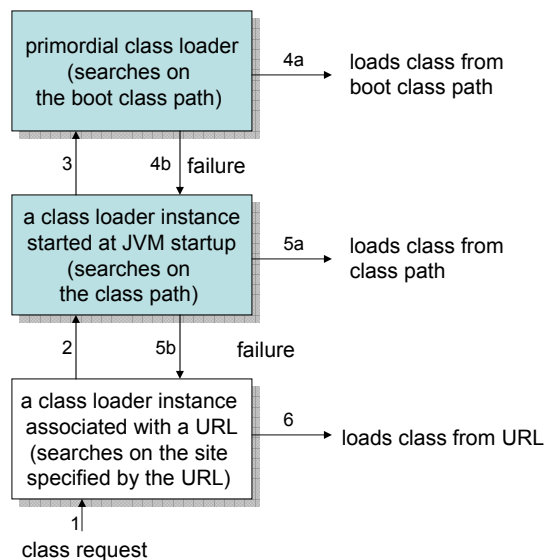 primordial class loader
(searches on
the boot class path)
4a
loads class from
boot class path
3
4b
failure
a class loader instance
started at JVM startup
(searches on
the class path)
5a
loads class from
class path
2
5b
failure
a class loader instance
associated with a URL
(searches on the site
specified by the URL)
6
loads class from URL
1
class request